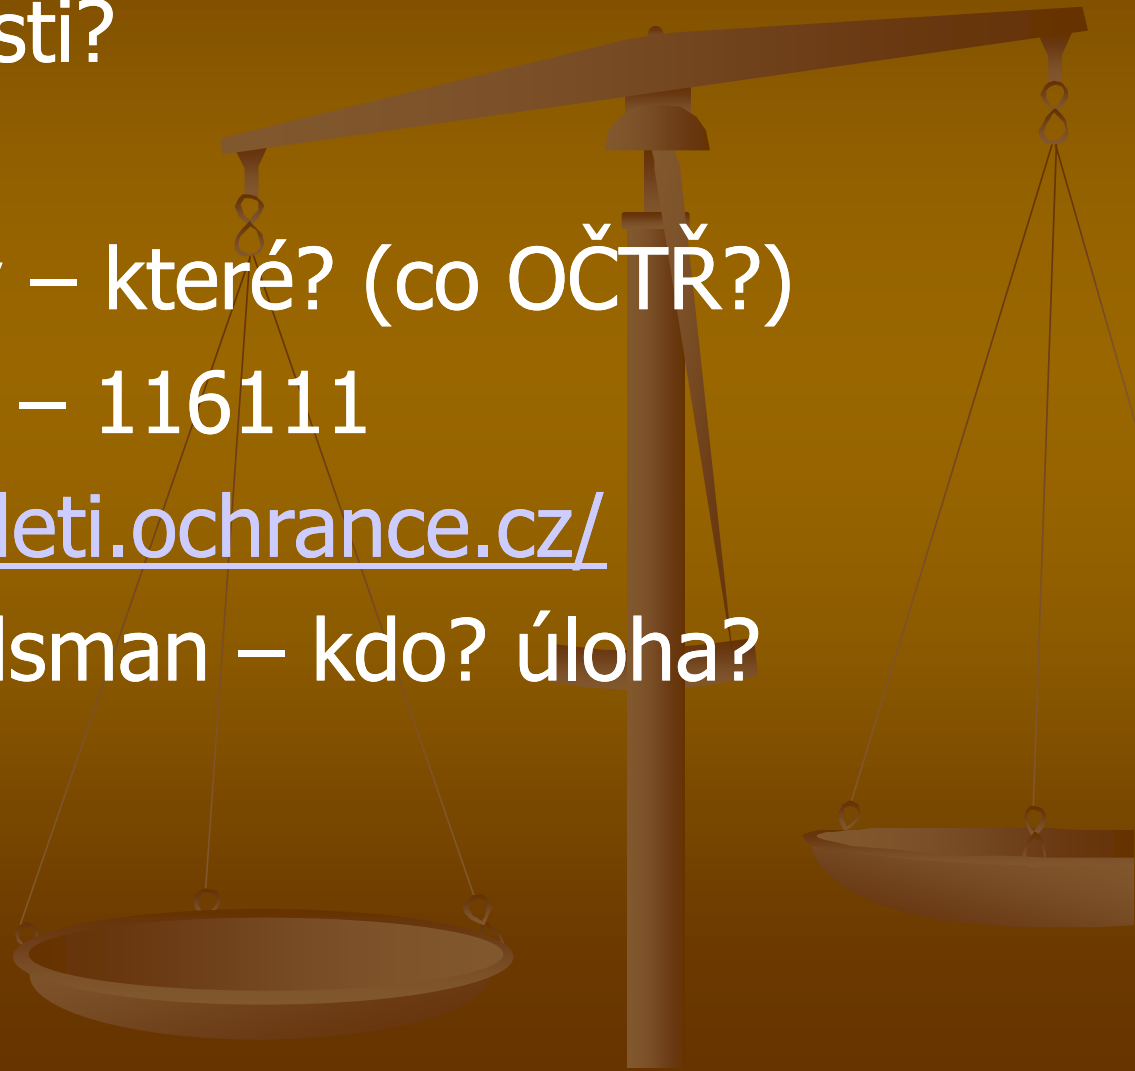 sti?
– které? (co OČTŘ?)
– 116111
leti.ochrance.cz/
lsman – kdo? úloha?